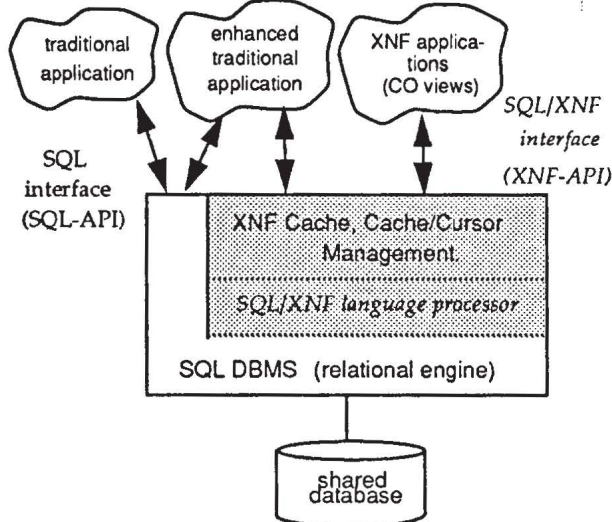 traditional
application
enhanced
traditional
application
XNF applica-
tions
(CO views)
SQL/XNF
interface
(XNF-API)
SQL
interface
(SQL-API)
XNF Cache, Cache/Cursor
Management.
SQL/XNF language processor
SQL DBMS (relational engine)
shared
database